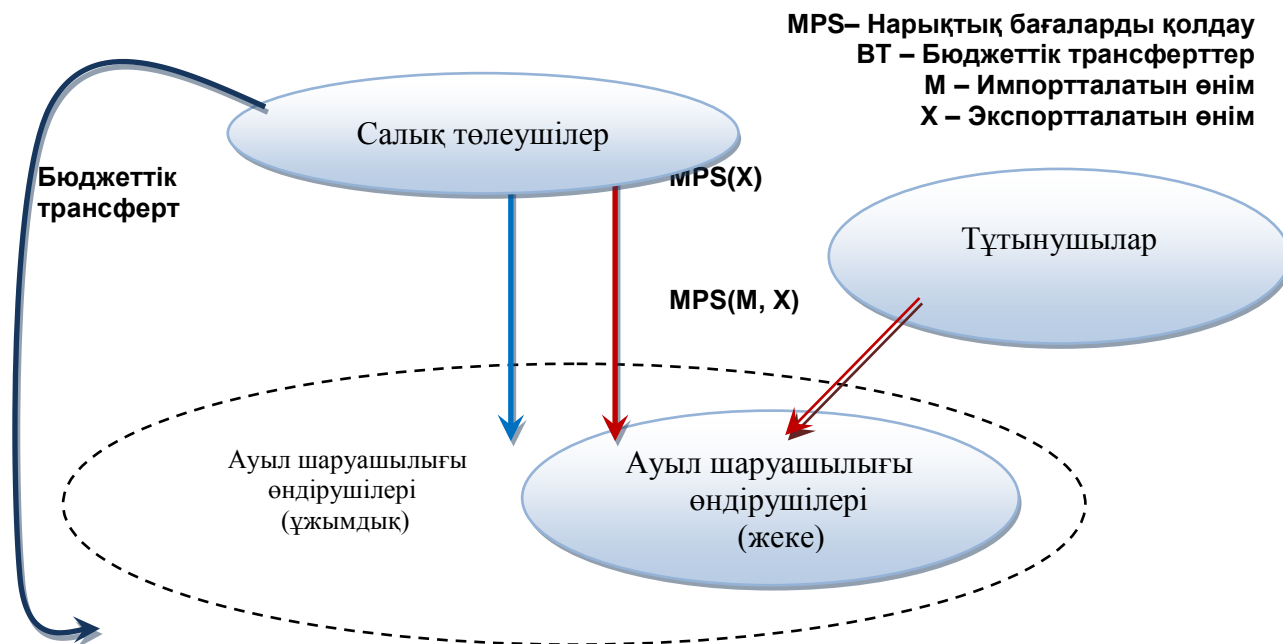 MPS– Нарықтық бағаларды қолдау
BT – Бюджеттік трансферттер
M – Импортталатын өнім
X – Экспортталатын өнім
Салық төлеушілер
Бюджеттік
трансферт
MPS(X)
Тұтынушылар
MPS(M, X)
Ауыл шаруашылығы
өндірушілері
(ұжымдық)
Ауыл шаруашылығы
өндірушілері
(жеке)